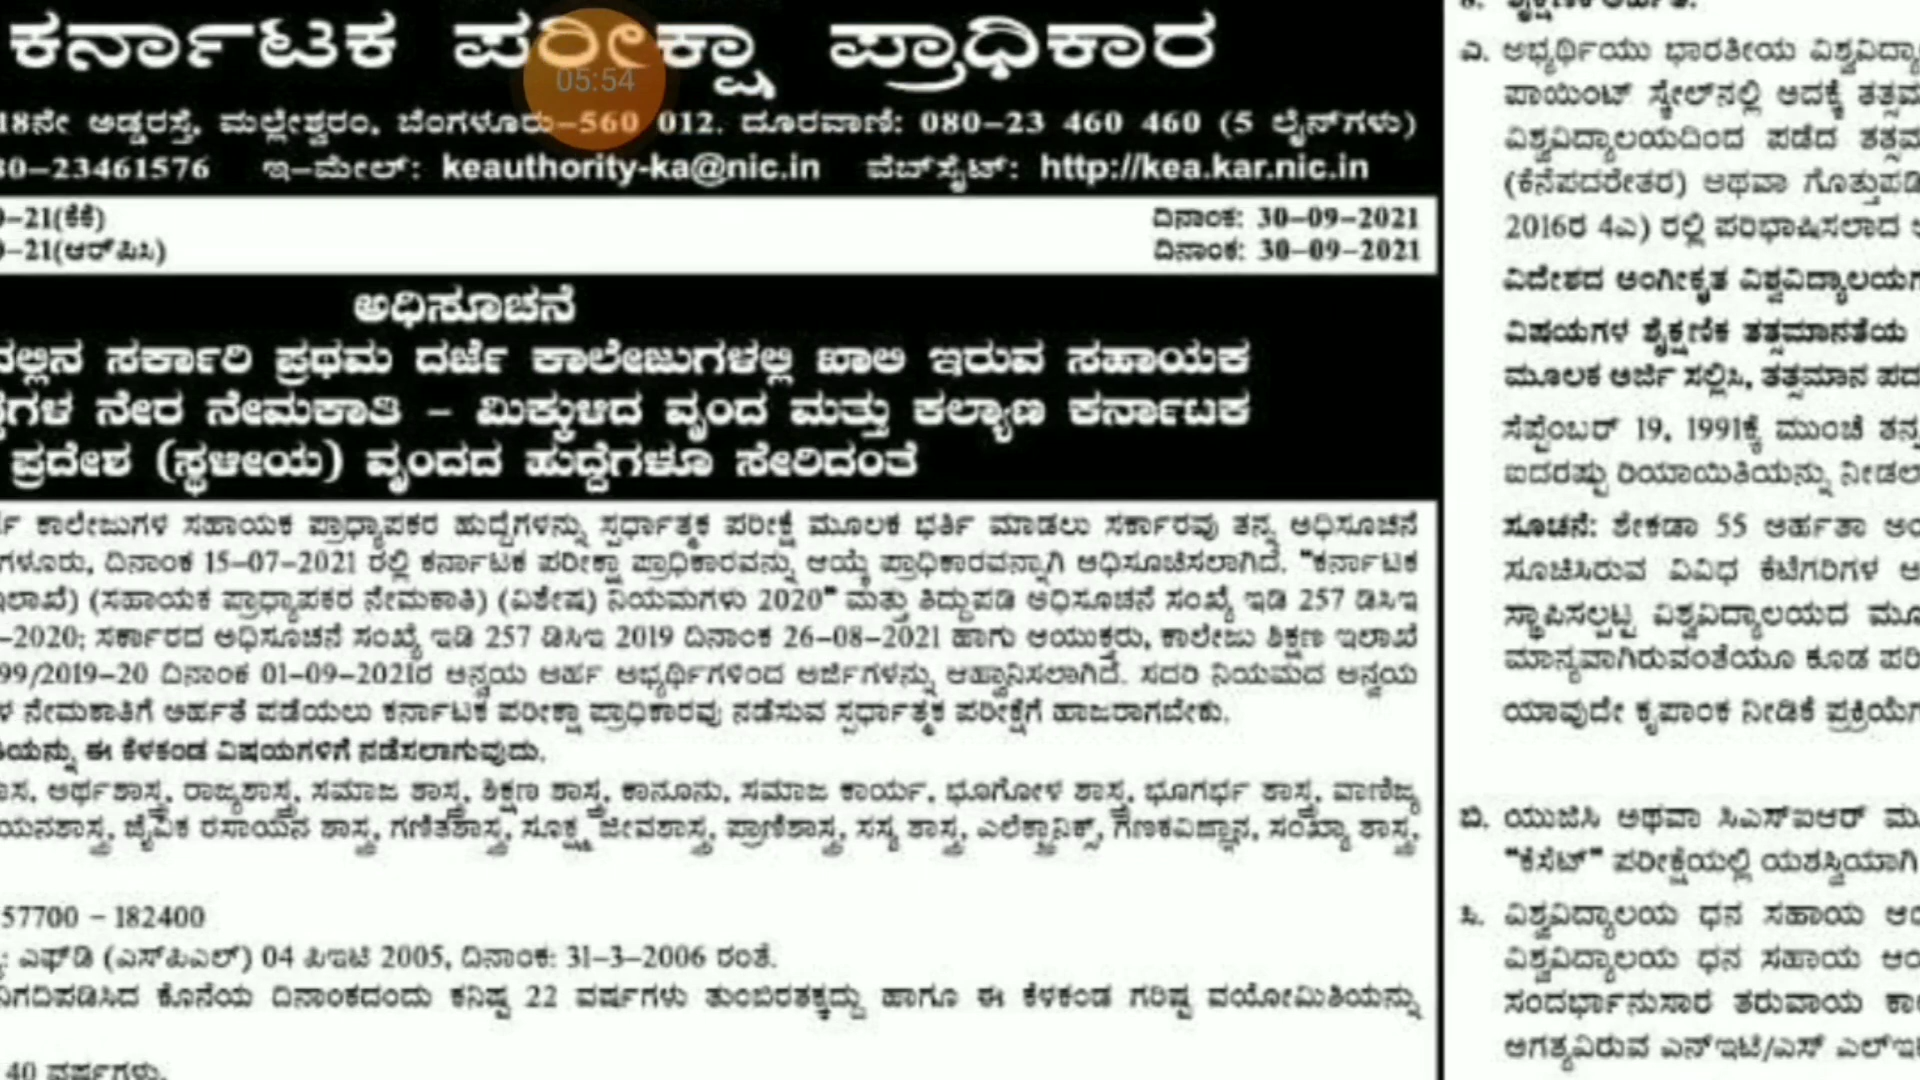 ಕರ್ನಾಟಕ ಪರೀಕ್ಷಾ ಪ್ರಾಧಿಕಾರ
05:54
18ನೇ ಅಡ್ಡರಸ್ತೆ, ಮಲ್ಲೇಶ್ವರಂ, ಬೆಂಗಳೂರು–560 012. ದೂರವಾಣಿ: 080–23 460 460 (5 ಲೈನ್‌ಗಳು)
80–23461576 ಇ–ಮೇಲ್: keauthority-ka@nic.in ವೆಬ್‌ಸೈಟ್: http://kea.kar.nic.in
–21(ಕೆಕೆ) ದಿನಾಂಕ: 30–09–2021
–21(ಆರ್‌ಪಿಸಿ) ದಿನಾಂಕ: 30–09–2021
ಅಧಿಸೂಚನೆ
ಸರ್ಕಾರಿ ಪ್ರಥಮ ದರ್ಜೆ ಕಾಲೇಜುಗಳಲ್ಲಿ ಖಾಲಿ ಇರುವ ಸಹಾಯಕ
ನೇರ ನೇಮಕಾತಿ – ಮಿಕ್ಕುಳಿದ ವೃಂದ ಮತ್ತು ಕಲ್ಯಾಣ ಕರ್ನಾಟಕ
ಪ್ರದೇಶ (ಸ್ಥಳೀಯ) ವೃಂದದ ಹುದ್ದೆಗಳೂ ಸೇರಿದಂತೆ
ಕಾಲೇಜುಗಳ ಸಹಾಯಕ ಪ್ರಾಧ್ಯಾಪಕರ ಹುದ್ದೆಗಳನ್ನು ಸ್ಪರ್ಧಾತ್ಮಕ ಪರೀಕ್ಷೆ ಮೂಲಕ ಭರ್ತಿ ಮಾಡಲು ಸರ್ಕಾರವು ತನ್ನ ಅಧಿಸೂಚನೆ
ಗಳೂರು, ದಿನಾಂಕ 15–07–2021 ರಲ್ಲಿ ಕರ್ನಾಟಕ ಪರೀಕ್ಷಾ ಪ್ರಾಧಿಕಾರವನ್ನು ಆಯ್ಕೆ ಪ್ರಾಧಿಕಾರವನ್ನಾಗಿ ಅಧಿಸೂಚಿಸಲಾಗಿದೆ. "ಕರ್ನಾಟಕ
ಲಾಖೆ) (ಸಹಾಯಕ ಪ್ರಾಧ್ಯಾಪಕರ ನೇಮಕಾತಿ) (ವಿಶೇಷ) ನಿಯಮಗಳು 2020" ಮತ್ತು ತಿದ್ದುಪಡಿ ಅಧಿಸೂಚನೆ ಸಂಖ್ಯೆ ಇಡಿ 257 ಡಿಸಿಇ
–2020; ಸರ್ಕಾರದ ಅಧಿಸೂಚನೆ ಸಂಖ್ಯೆ ಇಡಿ 257 ಡಿಸಿಇ 2019 ದಿನಾಂಕ 26–08–2021 ಹಾಗು ಆಯುಕ್ತರು, ಕಾಲೇಜು ಶಿಕ್ಷಣ ಇಲಾಖೆ
99/2019–20 ದಿನಾಂಕ 01–09–2021ರ ಅನ್ವಯ ಅರ್ಹ ಅಭ್ಯರ್ಥಿಗಳಿಂದ ಅರ್ಜಿಗಳನ್ನು ಆಹ್ವಾನಿಸಲಾಗಿದೆ. ಸದರಿ ನಿಯಮದ ಅನ್ವಯ
ನೇಮಕಾತಿಗೆ ಅರ್ಹತೆ ಪಡೆಯಲು ಕರ್ನಾಟಕ ಪರೀಕ್ಷಾ ಪ್ರಾಧಿಕಾರವು ನಡೆಸುವ ಸ್ಪರ್ಧಾತ್ಮಕ ಪರೀಕ್ಷೆಗೆ ಹಾಜರಾಗಬೇಕು.
ಈ ಕೆಳಕಂಡ ವಿಷಯಗಳಿಗೆ ನಡೆಸಲಾಗುವುದು.
ಅರ್ಥಶಾಸ್ತ್ರ, ರಾಜ್ಯಶಾಸ್ತ್ರ, ಸಮಾಜ ಶಾಸ್ತ್ರ, ಶಿಕ್ಷಣ ಶಾಸ್ತ್ರ, ಕಾನೂನು, ಸಮಾಜ ಕಾರ್ಯ, ಭೂಗೋಳ ಶಾಸ್ತ್ರ, ಭೂಗರ್ಭ ಶಾಸ್ತ್ರ, ವಾಣಿಜ್ಯ
ಯನಶಾಸ್ತ್ರ, ಜೈವಿಕ ರಸಾಯನ ಶಾಸ್ತ್ರ, ಗಣಿತಶಾಸ್ತ್ರ, ಸೂಕ್ಷ್ಮ ಜೀವಶಾಸ್ತ್ರ, ಪ್ರಾಣಿಶಾಸ್ತ್ರ, ಸಸ್ಯ ಶಾಸ್ತ್ರ, ಎಲೆಕ್ಟ್ರಾನಿಕ್ಸ್, ಗಣಕವಿಜ್ಞಾನ, ಸಂಖ್ಯಾ ಶಾಸ್ತ್ರ,
57700 – 182400
ಎಫ್‌ಡಿ (ಎಸ್‌ಪಿಎಲ್) 04 ಪಿಇಟಿ 2005, ದಿನಾಂಕ: 31–3–2006 ರಂತೆ.
ನಿಗದಿಪಡಿಸಿದ ಕೊನೆಯ ದಿನಾಂಕದಂದು ಕನಿಷ್ಠ 22 ವರ್ಷಗಳು ತುಂಬಿರತಕ್ಕದ್ದು ಹಾಗೂ ಈ ಕೆಳಕಂಡ ಗರಿಷ್ಠ ವಯೋಮಿತಿಯನ್ನು
40 ವರ್ಷಗಳು.
ಎ. ಅಭ್ಯರ್ಥಿಯು ಭಾರತೀಯ ವಿಶ್ವವಿದ್ಯಾ
ಪಾಯಿಂಟ್ ಸ್ಕೇಲ್‌ನಲ್ಲಿ ಅದಕ್ಕೆ ತತ್ಸಮ
ವಿಶ್ವವಿದ್ಯಾಲಯದಿಂದ ಪಡೆದ ತತ್ಸಮ
(ಕೆನೆಪದರೇತರ) ಅಥವಾ ಗೊತ್ತುಪಡಿ
2016ರ 4ಎ) ರಲ್ಲಿ ಪರಿಭಾಷಿಸಲಾದ
ವಿದೇಶದ ಅಂಗೀಕೃತ ವಿಶ್ವವಿದ್ಯಾಲಯಗ
ವಿಷಯಗಳ ಶೈಕ್ಷಣಿಕ ತತ್ಸಮಾನತೆಯ
ಮೂಲಕ ಅರ್ಜಿ ಸಲ್ಲಿಸಿ, ತತ್ಸಮಾನ ಪದ
ಸೆಪ್ಟೆಂಬರ್ 19, 1991ಕ್ಕೆ ಮುಂಚೆ ತನ್ನ
ಐದರಷ್ಟು ರಿಯಾಯಿತಿಯನ್ನು ನೀಡಲ
ಸೂಚನೆ: ಶೇಕಡಾ 55 ಅರ್ಹತಾ ಅಂ
ಸೂಚಿಸಿರುವ ವಿವಿಧ ಕೆಟಗರಿಗಳ ಅ
ಸ್ಥಾಪಿಸಲ್ಪಟ್ಟ ವಿಶ್ವವಿದ್ಯಾಲಯದ ಮೂ
ಮಾನ್ಯವಾಗಿರುವಂತೆಯೂ ಕೂಡ ಪರಿ
ಯಾವುದೇ ಕೃಪಾಂಕ ನೀಡಿಕೆ ಪ್ರಕ್ರಿಯೆಗ
ಬಿ. ಯುಜಿಸಿ ಅಥವಾ ಸಿಎಸ್‌ಐಆರ್ ಮ
"ಕೆಸೆಟ್" ಪರೀಕ್ಷೆಯಲ್ಲಿ ಯಶಸ್ವಿಯಾಗಿ
ಸಿ. ವಿಶ್ವವಿದ್ಯಾಲಯ ಧನ ಸಹಾಯ ಆಂ
ವಿಶ್ವವಿದ್ಯಾಲಯ ಧನ ಸಹಾಯ ಆಂ
ಸಂದರ್ಭಾನುಸಾರ ತರುವಾಯ ಕಾ
ಅಗತ್ಯವಿರುವ ಎನ್‌ಇಟಿ/ಎಸ್ ಎಲ್‌ಇ